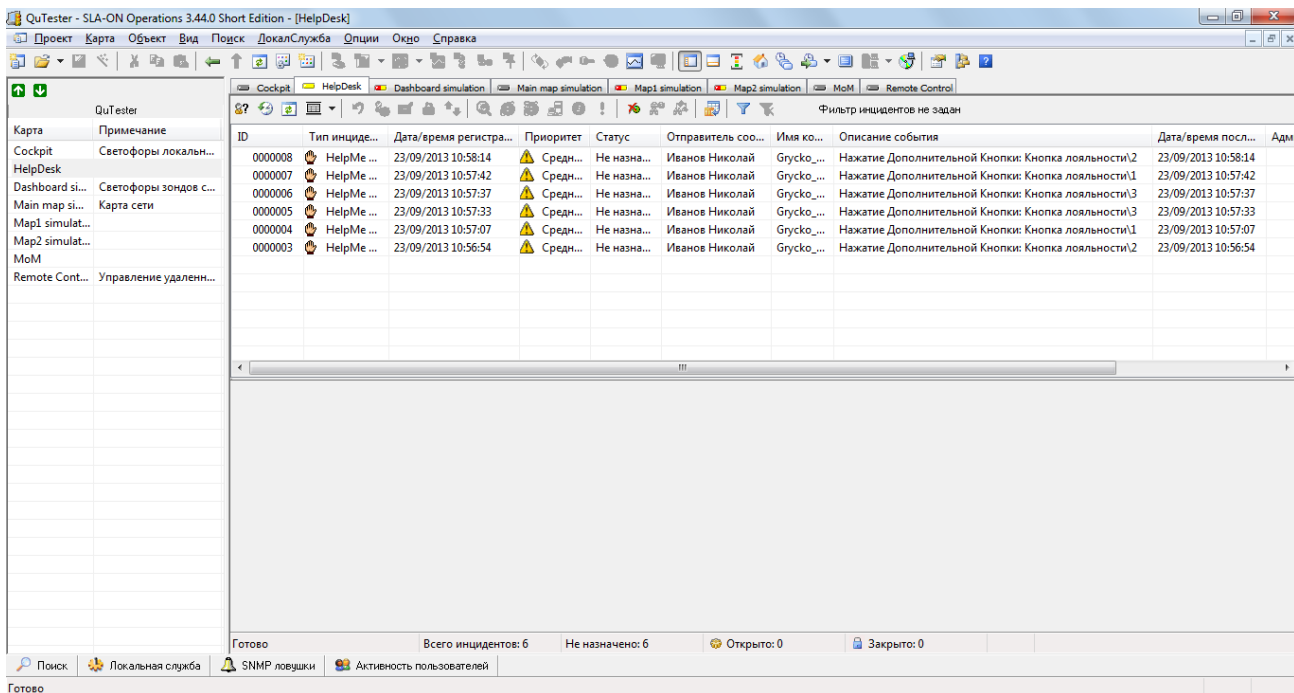 QuTester - SLA-ON Operations 3.44.0 Short Edition - [HelpDesk]
Проект Карта Объект Вид Поиск ЛокалСлужба Опции Окно Справка
Cockpit HelpDesk Dashboard simulation Main map simulation Map1 simulation Map2 simulation MoM Remote Control
QuTester
Фильтр инцидентов не задан
Карта Примечание
Cockpit Светофоры локальн...
HelpDesk
Dashboard si... Светофоры зондов с...
Main map si... Карта сети
Map1 simulat...
Map2 simulat...
MoM
Remote Cont... Управление удаленн...
ID Тип инциде... Дата/время регистра... Приоритет Статус Отправитель соо... Имя ко... Описание события Дата/время посл... Адм
0000008 HelpMe ... 23/09/2013 10:58:14 Средн... Не назна... Иванов Николай Grycko_... Нажатие Дополнительной Кнопки: Кнопка лояльности\2 23/09/2013 10:58:14
0000007 HelpMe ... 23/09/2013 10:57:42 Средн... Не назна... Иванов Николай Grycko_... Нажатие Дополнительной Кнопки: Кнопка лояльности\1 23/09/2013 10:57:42
0000006 HelpMe ... 23/09/2013 10:57:37 Средн... Не назна... Иванов Николай Grycko_... Нажатие Дополнительной Кнопки: Кнопка лояльности\3 23/09/2013 10:57:37
0000005 HelpMe ... 23/09/2013 10:57:33 Средн... Не назна... Иванов Николай Grycko_... Нажатие Дополнительной Кнопки: Кнопка лояльности\3 23/09/2013 10:57:33
0000004 HelpMe ... 23/09/2013 10:57:07 Средн... Не назна... Иванов Николай Grycko_... Нажатие Дополнительной Кнопки: Кнопка лояльности\1 23/09/2013 10:57:07
0000003 HelpMe ... 23/09/2013 10:56:54 Средн... Не назна... Иванов Николай Grycko_... Нажатие Дополнительной Кнопки: Кнопка лояльности\2 23/09/2013 10:56:54
Готово Всего инцидентов: 6 Не назначено: 6 Открыто: 0 Закрыто: 0
Поиск Локальная служба SNMP ловушки Активность пользователей
Готово